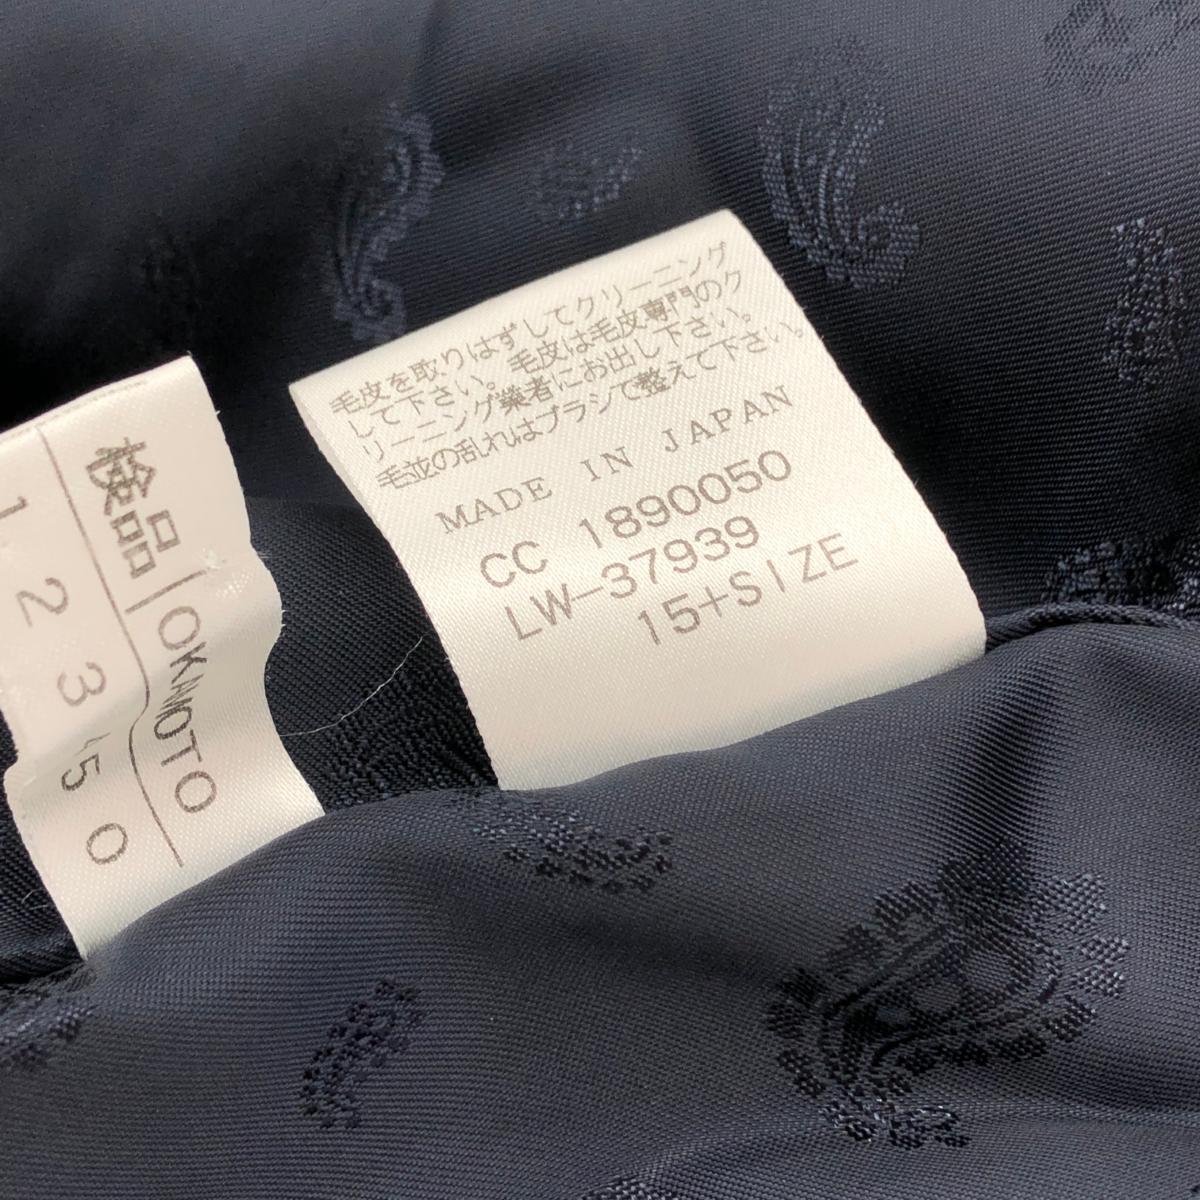 毛皮を取りはずしてクリーニング
して下さい。毛皮は毛皮専門のク
リーニング業者にお出し下さい。
毛並の乱れはブラシで整えて下さい。
MADE IN JAPAN
CC 1890050
LW-37939
15+SIZE
検品
OKAMOTO
1 2 3 4 5 0